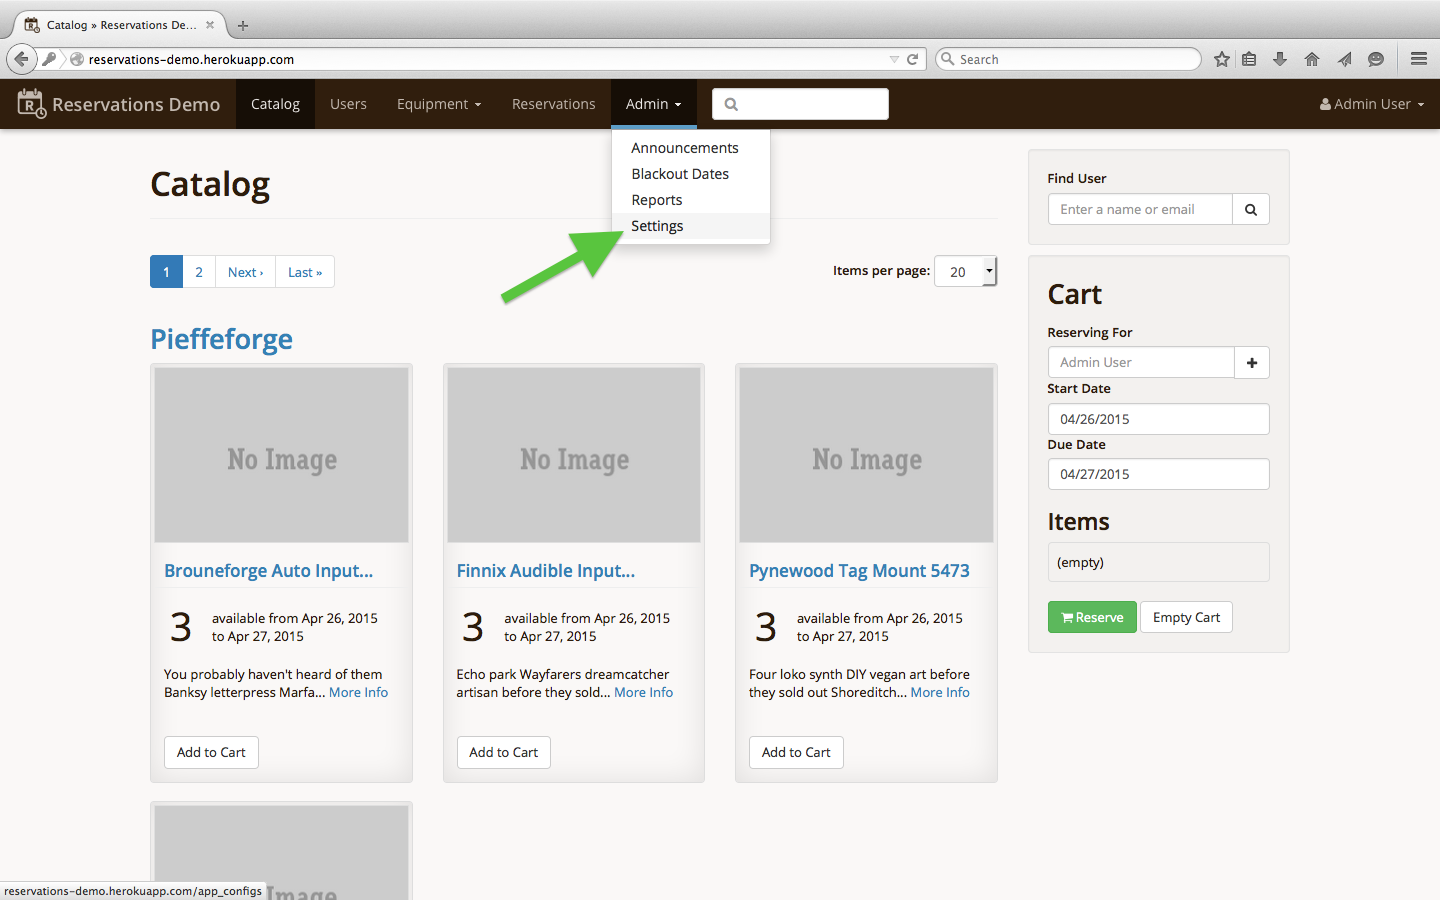 Catalog » Reservations De...
reservations-demo.herokuapp.com
Search
Reservations Demo
Catalog
Users
Equipment
Reservations
Admin
Admin User
Announcements
Blackout Dates
Reports
Settings
Catalog
1
2
Next ›
Last »
Items per page:
20
Pieffeforge
No Image
Brouneforge Auto Input...
3
available from Apr 26, 2015
to Apr 27, 2015
You probably haven't heard of them
Banksy letterpress Marfa... More Info
Add to Cart
No Image
Finnix Audible Input...
3
available from Apr 26, 2015
to Apr 27, 2015
Echo park Wayfarers dreamcatcher
artisan before they sold... More Info
Add to Cart
No Image
Pynewood Tag Mount 5473
3
available from Apr 26, 2015
to Apr 27, 2015
Four loko synth DIY vegan art before
they sold out Shoreditch... More Info
Add to Cart
No Image
Find User
Enter a name or email
Cart
Reserving For
Admin User
Start Date
04/26/2015
Due Date
04/27/2015
Items
(empty)
Reserve
Empty Cart
reservations-demo.herokuapp.com/app_configs